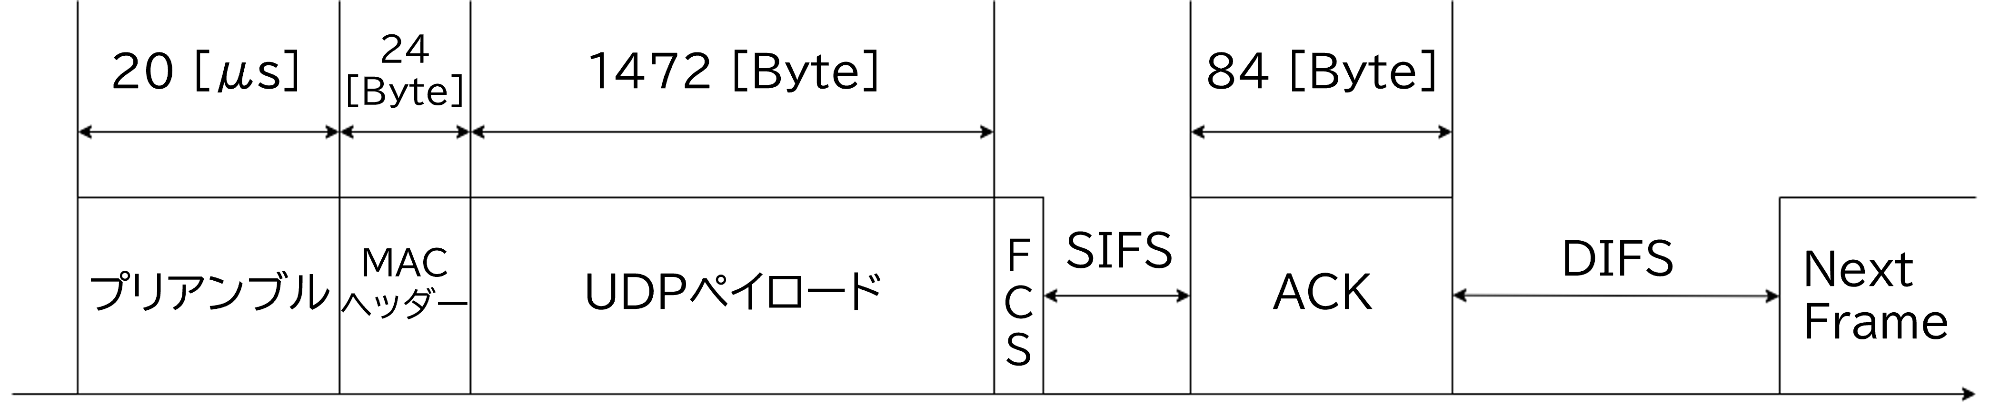 20 [μs]
24
[Byte]
1472 [Byte]
84 [Byte]
プリアンブル
MAC
ヘッダー
UDPペイロード
F
C
S
SIFS
ACK
DIFS
Next
Frame